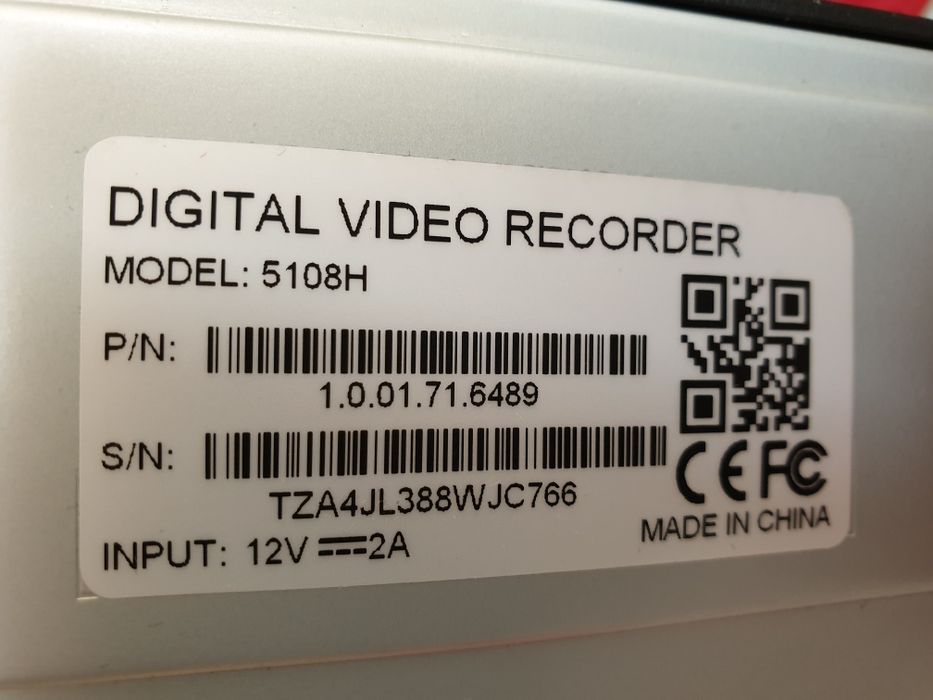 DIGITAL VIDEO RECORDER
MODEL: 5108H
P/N:
1.0.01.71.6489
S/N:
TZA4JL388WJC766
CE FC
INPUT: 12V ⎓ 2A
MADE IN CHINA